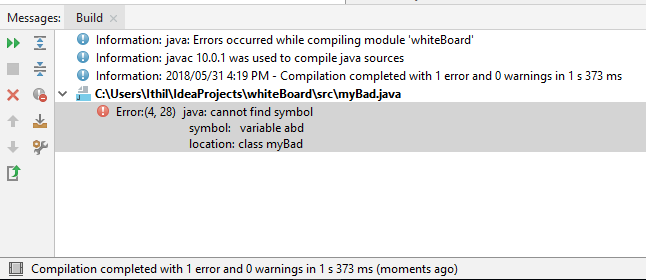 Messages: Build
Information: java: Errors occurred while compiling module 'whiteBoard'
Information: javac 10.0.1 was used to compile java sources
Information: 2018/05/31 4:19 PM - Compilation completed with 1 error and 0 warnings in 1 s 373 ms
C:\Users\Ithil\IdeaProjects\whiteBoard\src\myBad.java
Error:(4, 28) java: cannot find symbol
symbol: variable abd
location: class myBad
Compilation completed with 1 error and 0 warnings in 1 s 373 ms (moments ago)